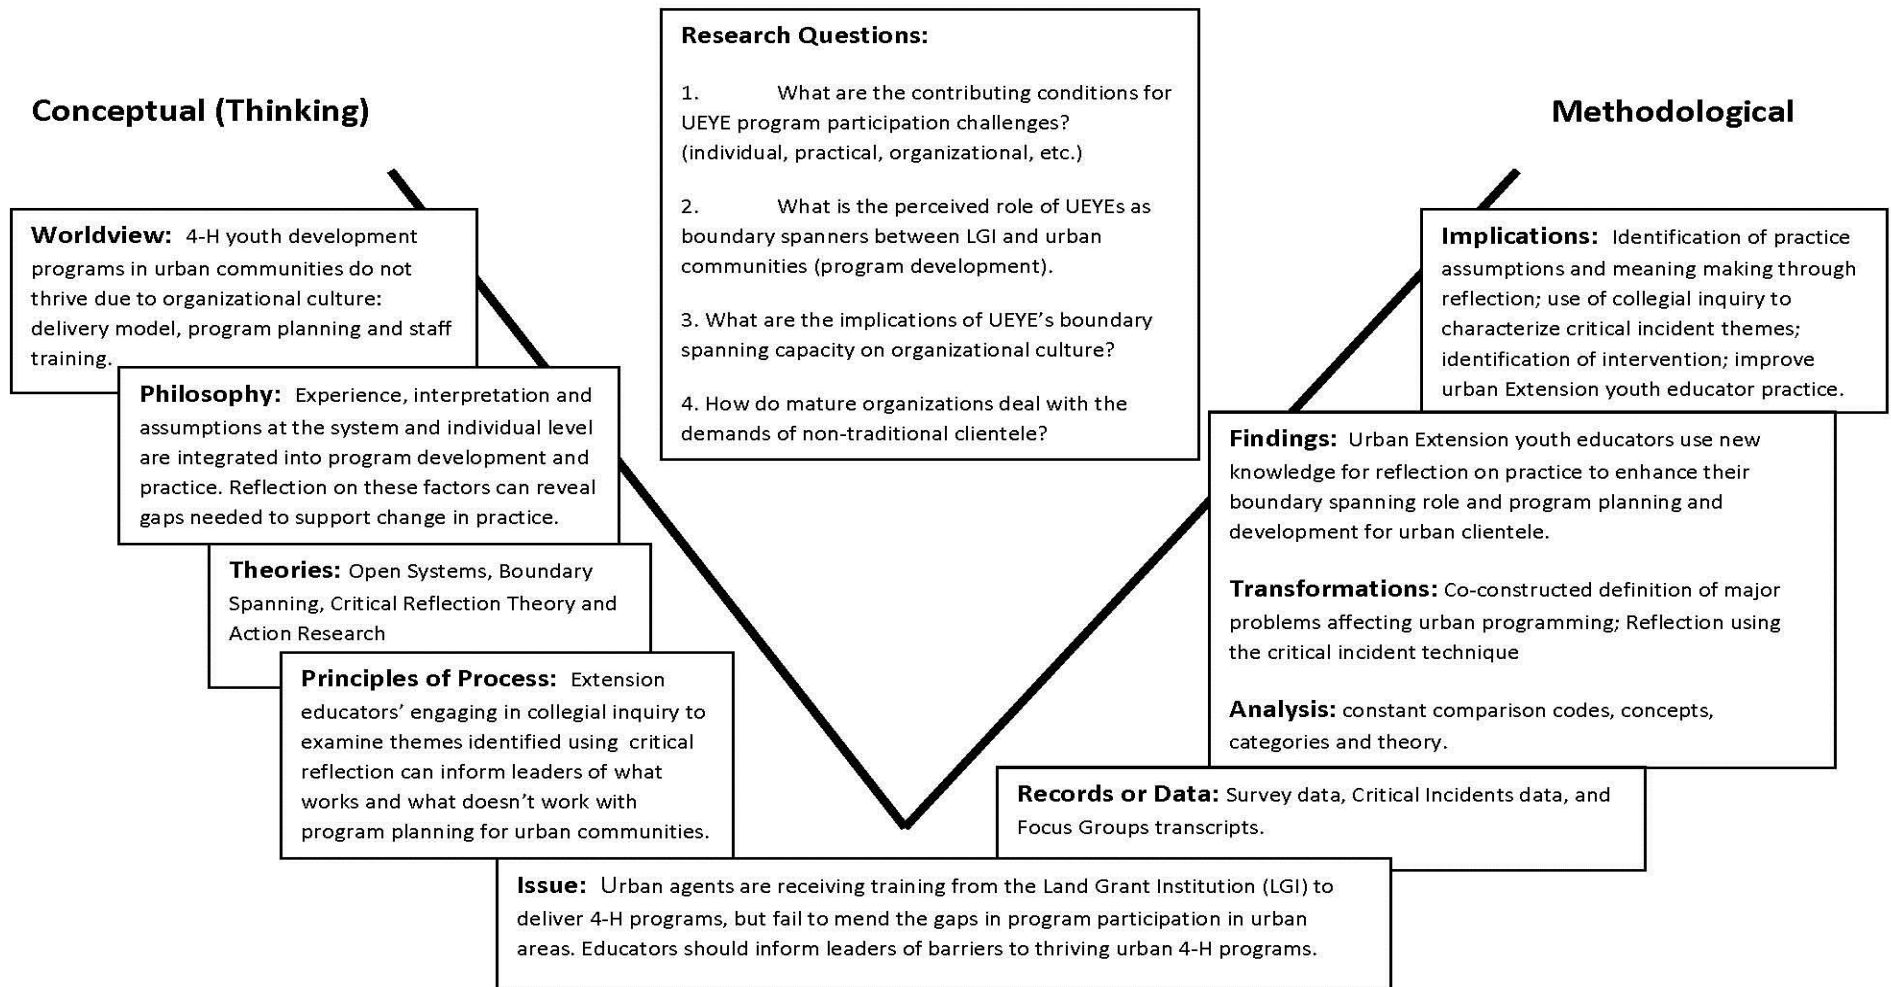 Conceptual (Thinking)
Worldview: 4-H youth development
programs in urban communities do not
thrive due to organizational culture:
delivery model, program planning and staff
training.
Philosophy: Experience, interpretation and
assumptions at the system and individual level
are integrated into program development and
practice. Reflection on these factors can reveal
gaps needed to support change in practice.
Theories: Open Systems, Boundary
Spanning, Critical Reflection Theory and
Action Research
Principles of Process: Extension
educators’ engaging in collegial inquiry to
examine themes identified using critical
reflection can inform leaders of what
works and what doesn’t work with
program planning for urban communities.
Research Questions:
1. What are the contributing conditions for
UEYE program participation challenges?
(individual, practical, organizational, etc.)
2. What is the perceived role of UEYEs as
boundary spanners between LGI and urban
communities (program development).
3. What are the implications of UEYE’s boundary
spanning capacity on organizational culture?
4. How do mature organizations deal with the
demands of non-traditional clientele?
Methodological
Implications: Identification of practice
assumptions and meaning making through
reflection; use of collegial inquiry to
characterize critical incident themes;
identification of intervention; improve
urban Extension youth educator practice.
Findings: Urban Extension youth educators use new
knowledge for reflection on practice to enhance their
boundary spanning role and program planning and
development for urban clientele.
Transformations: Co-constructed definition of major
problems affecting urban programming; Reflection using
the critical incident technique
Analysis: constant comparison codes, concepts,
categories and theory.
Records or Data: Survey data, Critical Incidents data, and
Focus Groups transcripts.
Issue: Urban agents are receiving training from the Land Grant Institution (LGI) to
deliver 4-H programs, but fail to mend the gaps in program participation in urban
areas. Educators should inform leaders of barriers to thriving urban 4-H programs.